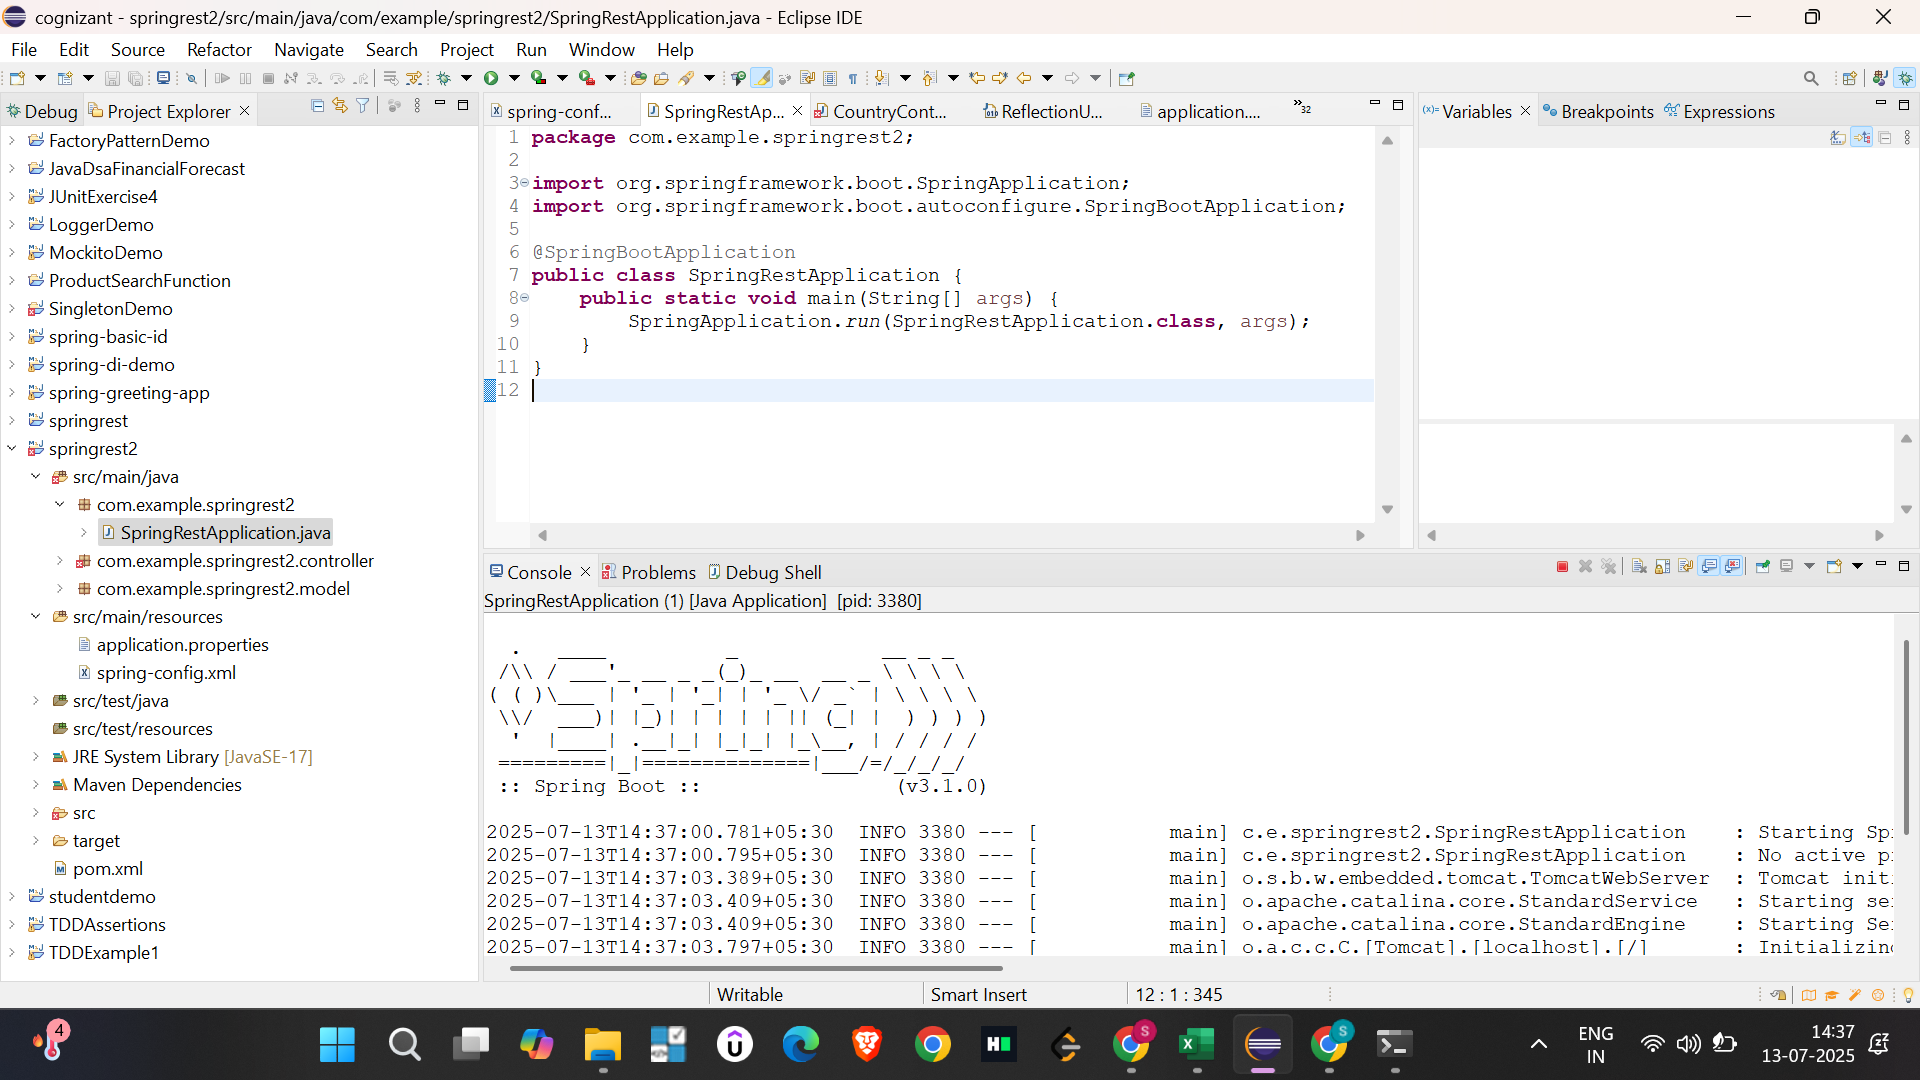 cognizant - springrest2/src/main/java/com/example/springrest2/SpringRestApplication.java - Eclipse IDE
File Edit Source Refactor Navigate Search Project Run Window Help
Debug Project Explorer
FactoryPatternDemo
JavaDsaFinancialForecast
JUnitExercise4
LoggerDemo
MockitoDemo
ProductSearchFunction
SingletonDemo
spring-basic-id
spring-di-demo
spring-greeting-app
springrest
springrest2
src/main/java
com.example.springrest2
SpringRestApplication.java
com.example.springrest2.controller
com.example.springrest2.model
src/main/resources
application.properties
spring-config.xml
src/test/java
src/test/resources
JRE System Library [JavaSE-17]
Maven Dependencies
src
target
pom.xml
studentdemo
TDDAssertions
TDDExample1
spring-conf... SpringRestAp... CountryCont... ReflectionU... application.... »32
1 package com.example.springrest2;
2
3 import org.springframework.boot.SpringApplication;
4 import org.springframework.boot.autoconfigure.SpringBootApplication;
5
6 @SpringBootApplication
7 public class SpringRestApplication {
8 public static void main(String[] args) {
9 SpringApplication.run(SpringRestApplication.class, args);
10 }
11 }
12
(x)= Variables Breakpoints Expressions
Console Problems Debug Shell
SpringRestApplication (1) [Java Application] [pid: 3380]
Spring
:: Spring Boot :: (v3.1.0)
2025-07-13T14:37:00.781+05:30 INFO 3380 --- [ main] c.e.springrest2.SpringRestApplication : Starting Sp
2025-07-13T14:37:00.795+05:30 INFO 3380 --- [ main] c.e.springrest2.SpringRestApplication : No active p
2025-07-13T14:37:03.389+05:30 INFO 3380 --- [ main] o.s.b.w.embedded.tomcat.TomcatWebServer : Tomcat init
2025-07-13T14:37:03.409+05:30 INFO 3380 --- [ main] o.apache.catalina.core.StandardService : Starting se
2025-07-13T14:37:03.409+05:30 INFO 3380 --- [ main] o.apache.catalina.core.StandardEngine : Starting Se
2025-07-13T14:37:03.797+05:30 INFO 3380 --- [ main] o.a.c.c.C.[Tomcat].[localhost].[/] : Initializin
Writable Smart Insert 12 : 1 : 345
4
S
S
ENG
IN
14:37
13-07-2025